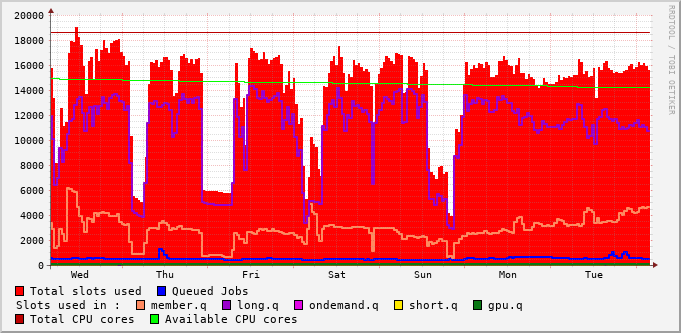 20000
18000
16000
14000
12000
10000
8000
6000
4000
2000
0
Wed Thu Fri Sat Sun Mon Tue
RRDTOOL / TOBI OETIKER
Total slots used Queued Jobs
Slots used in : member.q long.q ondemand.q short.q gpu.q
Total CPU cores Available CPU cores